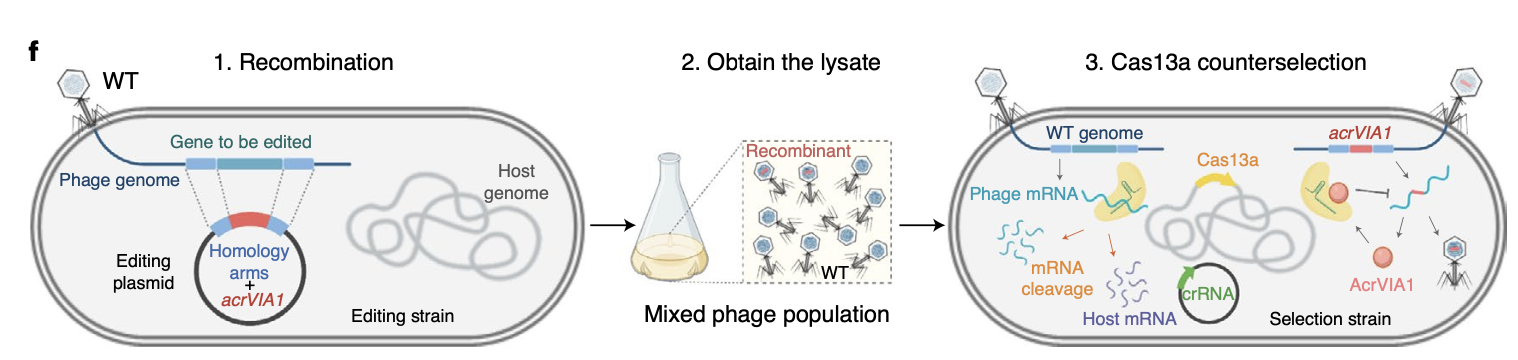 f
1. Recombination
2. Obtain the lysate
3. Cas13a counterselection
WT
Gene to be edited
Phage genome
Host
genome
Homology
arms
+
acrVIA1
Editing
plasmid
Editing strain
Recombinant
WT
Mixed phage population
WT genome
acrVIA1
Cas13a
Phage mRNA
mRNA
cleavage
Host mRNA
crRNA
AcrVIA1
Selection strain